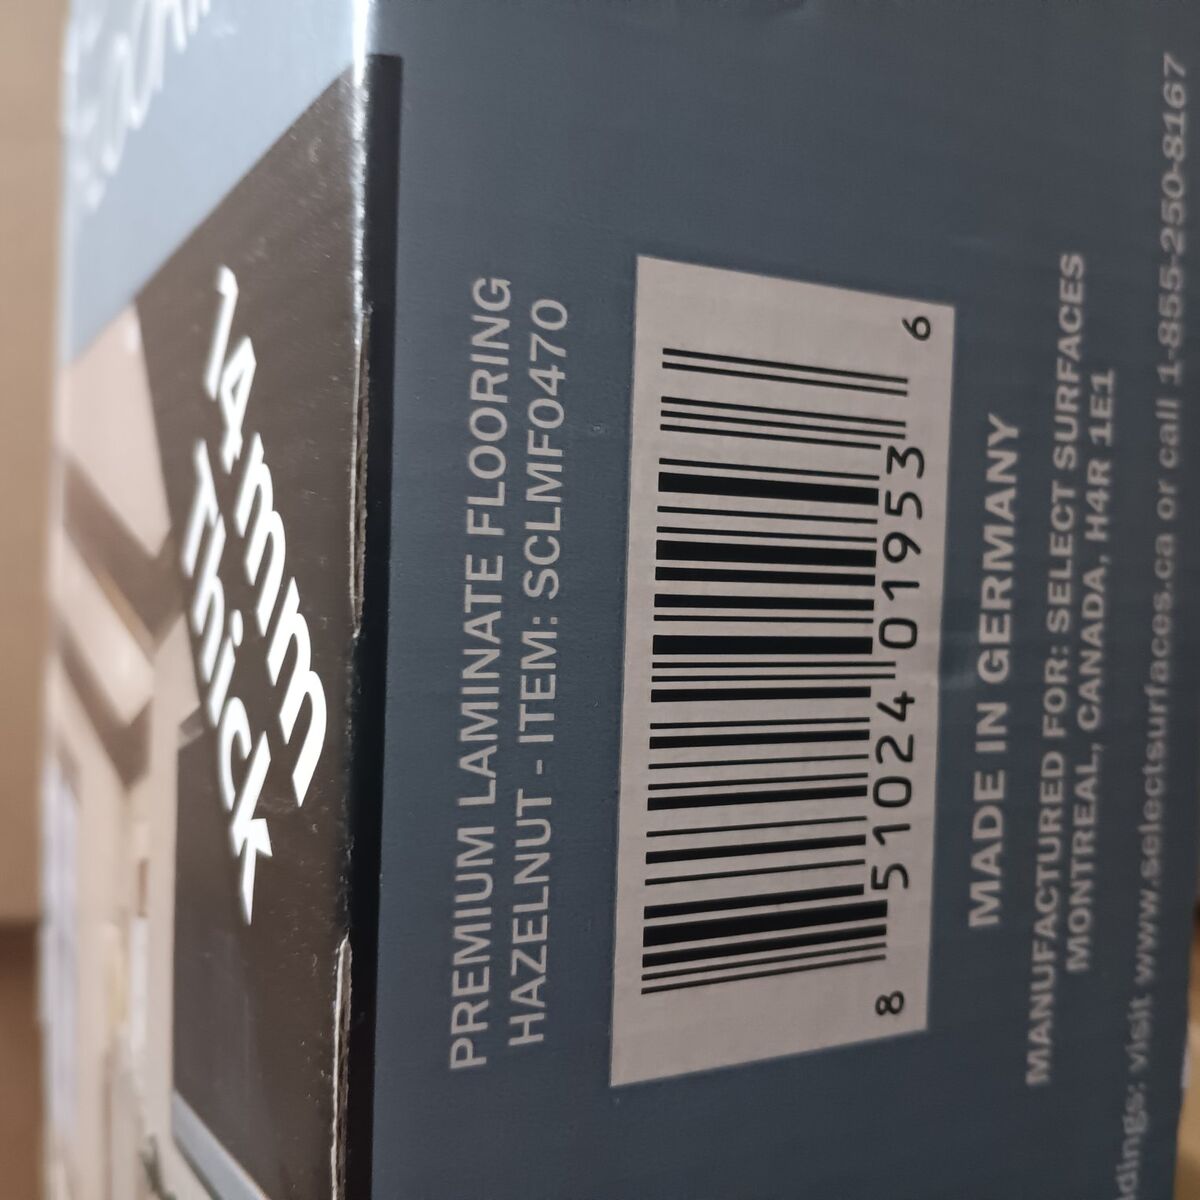 14mm
Thick
PREMIUM LAMINATE FLOORING
HAZELNUT - ITEM: SCLMF0470
8 51024 01953 6
MADE IN GERMANY
MANUFACTURED FOR: SELECT SURFACES
MONTREAL, CANADA, H4R 1E1
dings: visit www.selectsurfaces.ca or call 1-855-250-8167